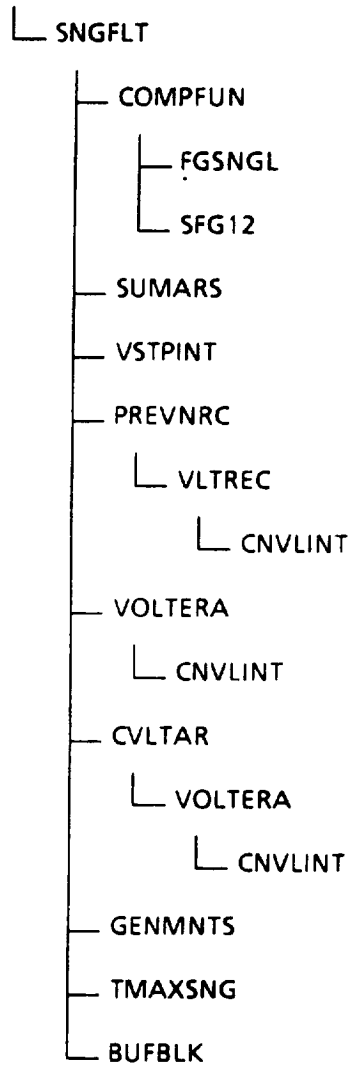 SNGFLT
COMPFUN
FGSNGL
SFG12
SUMARS
VSTPINT
PREVNRC
VLTREC
CNVLINT
VOLTERA
CNVLINT
CVLTAR
VOLTERA
CNVLINT
GENMNTS
TMAXSNG
BUFBLK